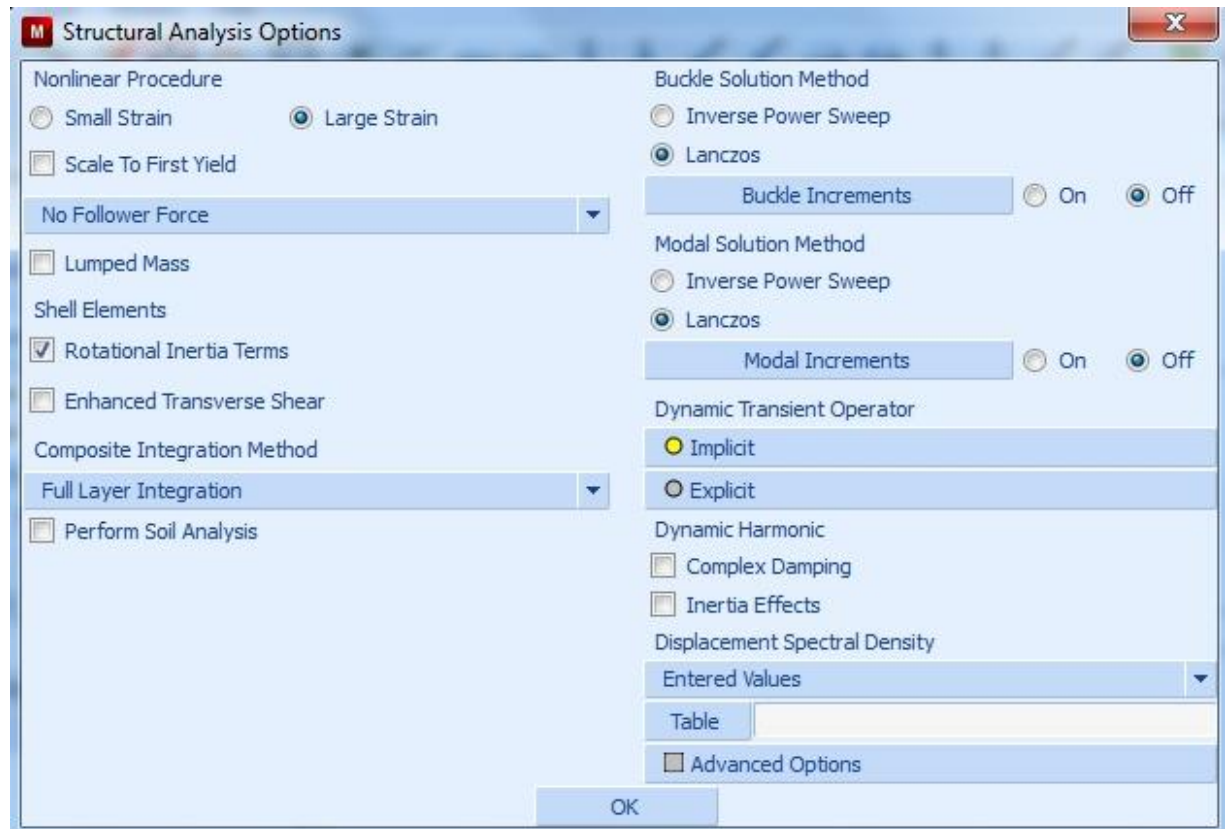 M Structural Analysis Options
X
Nonlinear Procedure
Small Strain Large Strain
Scale To First Yield
No Follower Force
Lumped Mass
Shell Elements
Rotational Inertia Terms
Enhanced Transverse Shear
Composite Integration Method
Full Layer Integration
Perform Soil Analysis
Buckle Solution Method
Inverse Power Sweep
Lanczos
Buckle Increments On Off
Modal Solution Method
Inverse Power Sweep
Lanczos
Modal Increments On Off
Dynamic Transient Operator
Implicit
Explicit
Dynamic Harmonic
Complex Damping
Inertia Effects
Displacement Spectral Density
Entered Values
Table
Advanced Options
OK